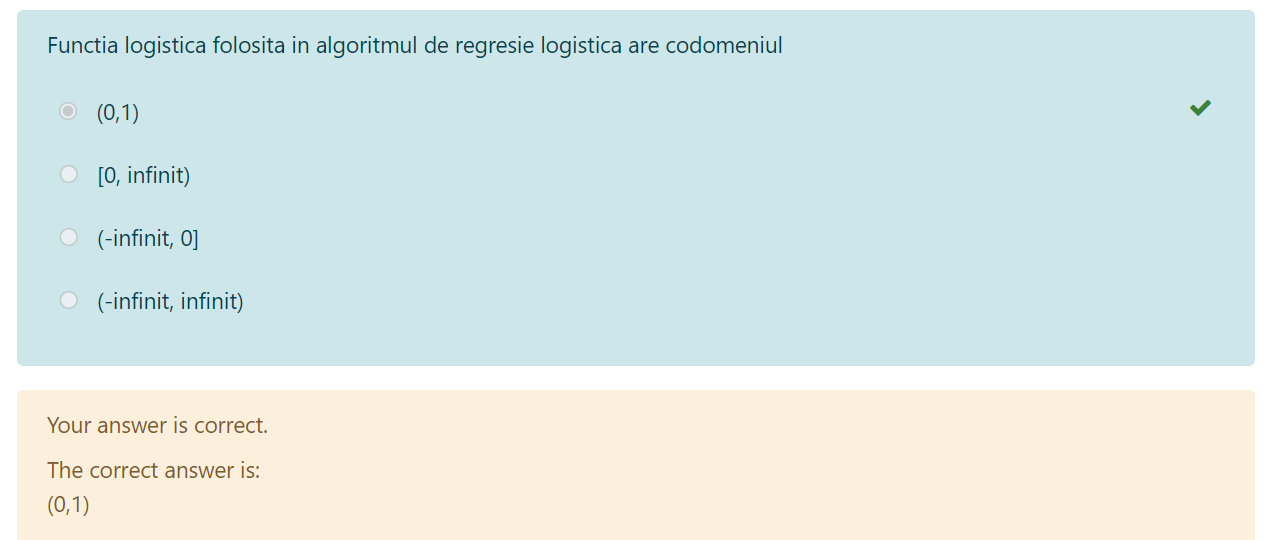 Functia logistica folosita in algoritmul de regresie logistica are codomeniul
(0,1)
[0, infinit)
(-infinit, 0]
(-infinit, infinit)
Your answer is correct.
The correct answer is:
(0,1)